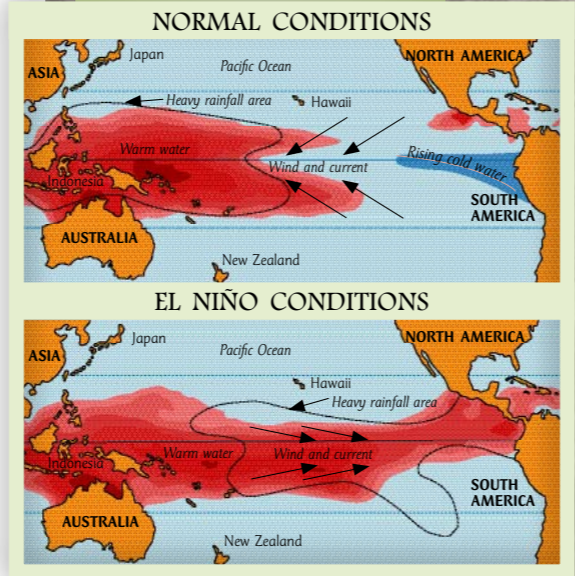 NORMAL CONDITIONS
Japan
NORTH AMERICA
ASIA
Pacific Ocean
Heavy rainfall area
Hawaii
Warm water
Wind and current
Rising cold water
Indonesia
SOUTH
AMERICA
AUSTRALIA
New Zealand
EL NIÑO CONDITIONS
Japan
NORTH AMERICA
ASIA
Pacific Ocean
Hawaii
Heavy rainfall area
Warm water
Wind and current
Indonesia
SOUTH
AMERICA
AUSTRALIA
New Zealand